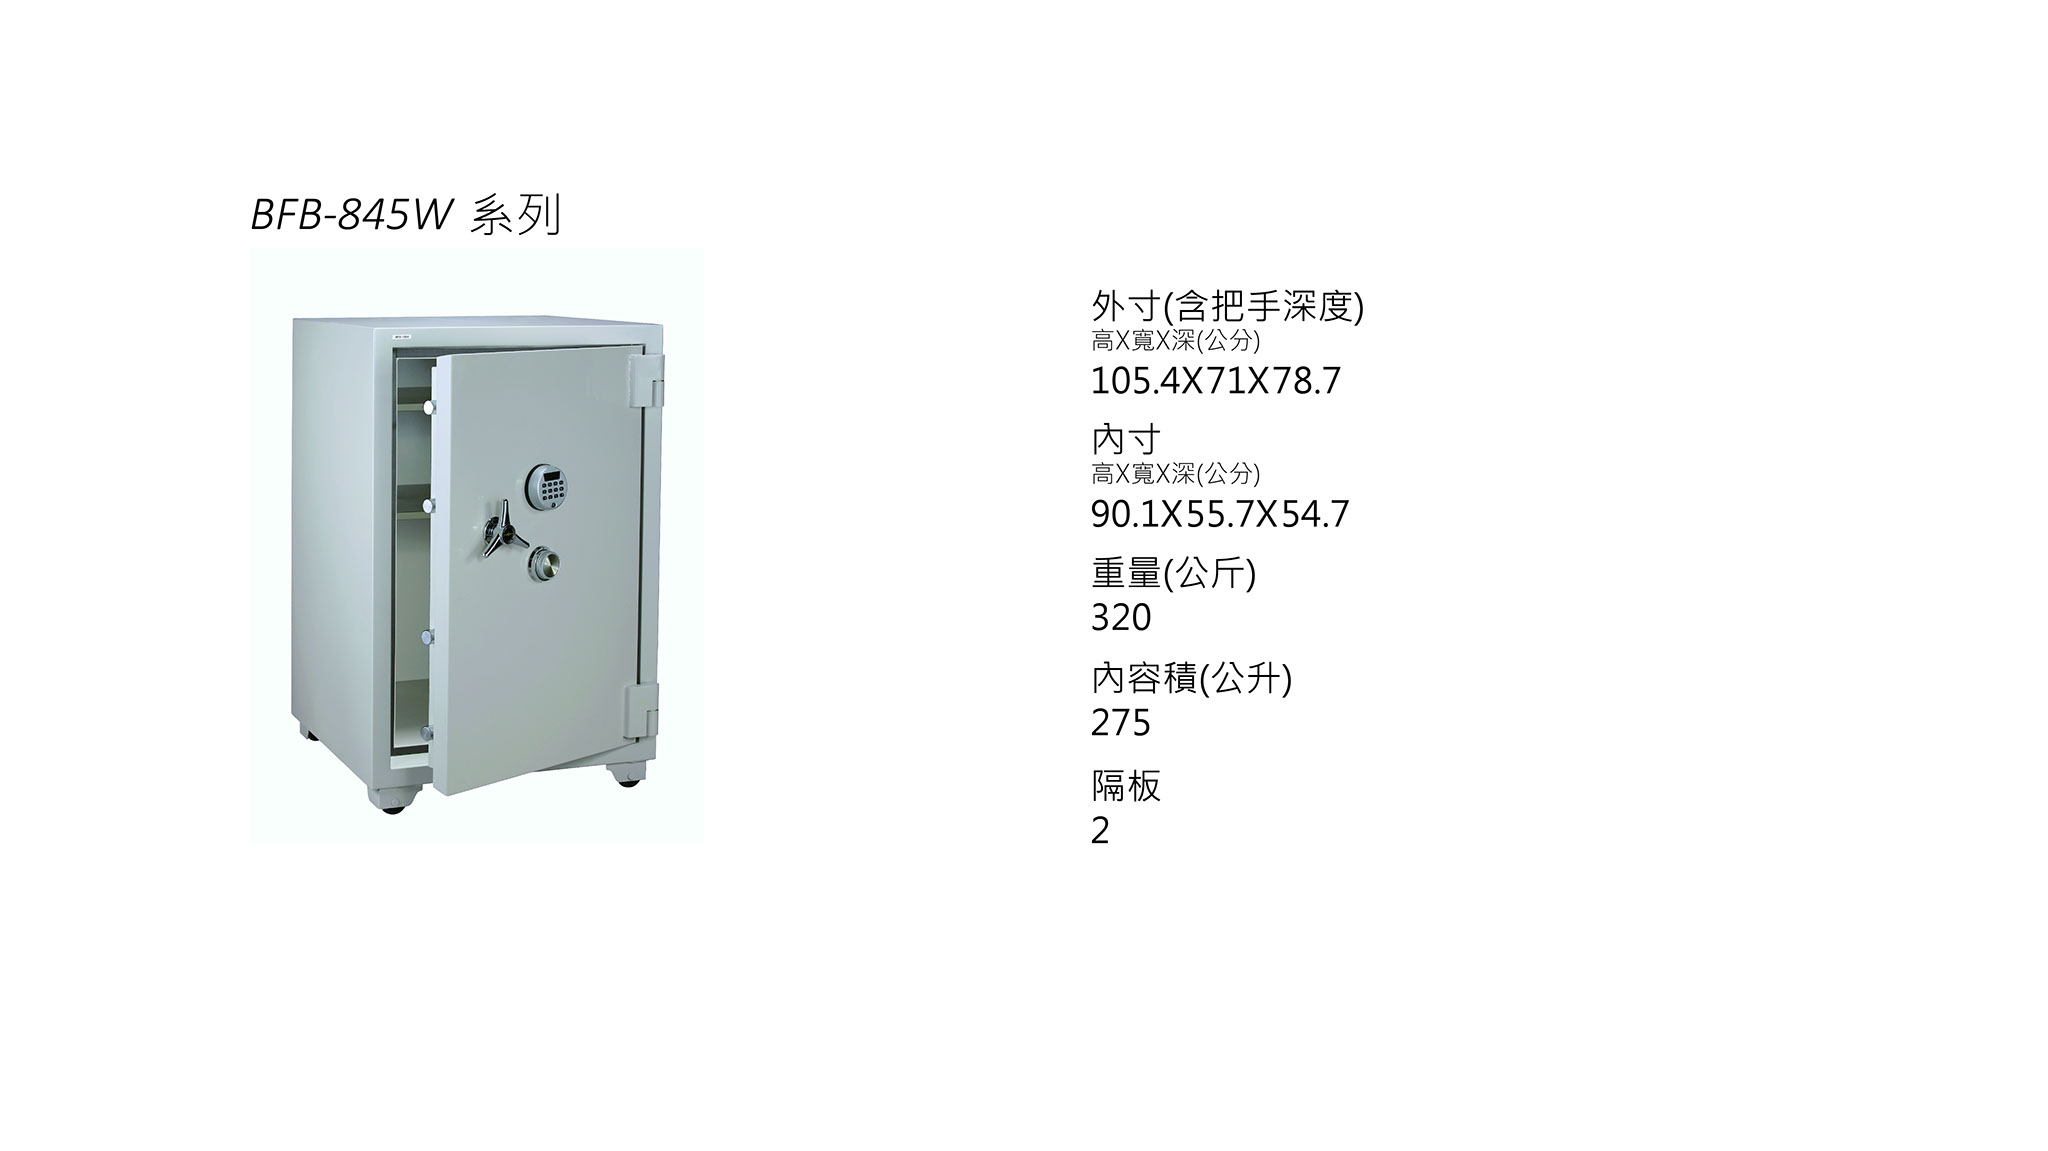 BFB-845W 系列
外寸(含把手深度)
高X寬X深(公分)
105.4X71X78.7
內寸
高X寬X深(公分)
90.1X55.7X54.7
重量(公斤)
320
內容積(公升)
275
隔板
2